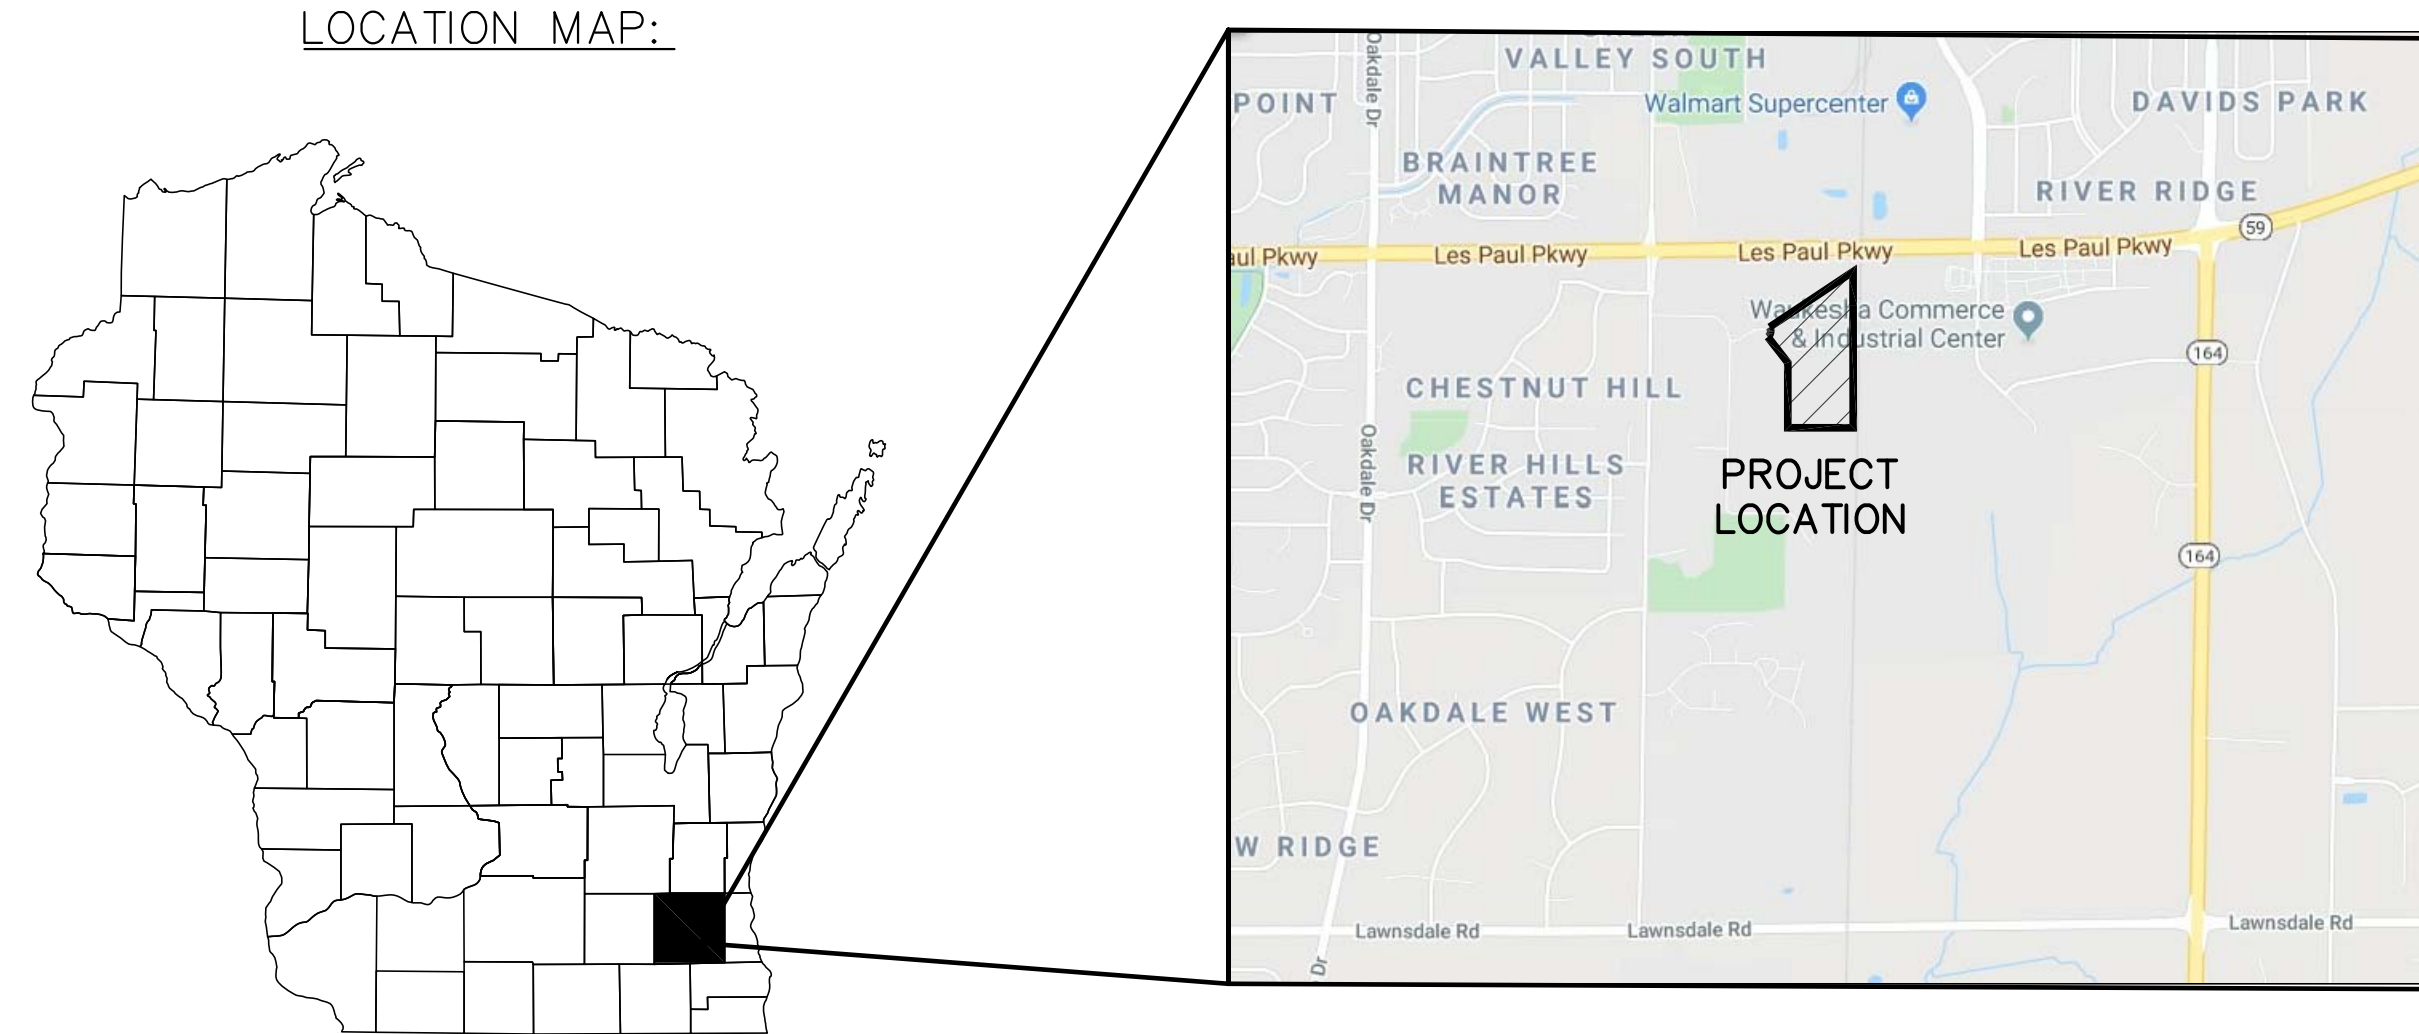 LOCATION MAP:
Oakdale Dr
VALLEY SOUTH
POINT
Walmart Supercenter
DAVIDS PARK
BRAINTREE
MANOR
RIVER RIDGE
59
aul Pkwy
Les Paul Pkwy
Les Paul Pkwy
Les Paul Pkwy
Waukesha Commerce
& Industrial Center
164
CHESTNUT HILL
Oakdale Dr
RIVER HILLS
ESTATES
PROJECT
LOCATION
164
OAKDALE WEST
W RIDGE
Lawnsdale Rd
Lawnsdale Rd
Lawnsdale Rd
Dr